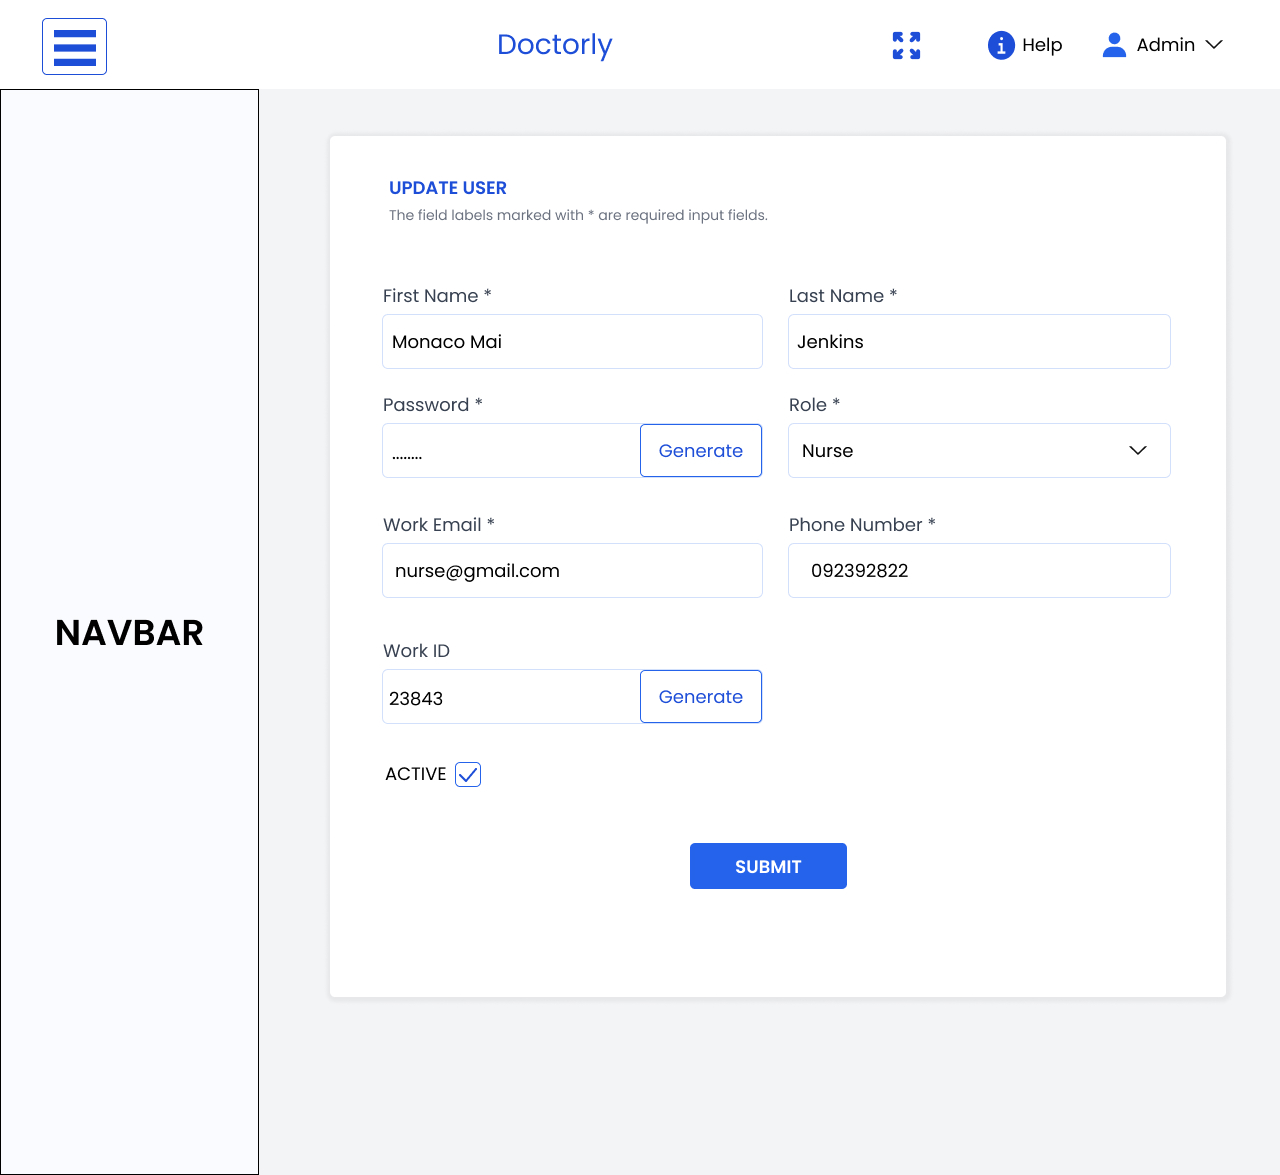 Doctorly
Help
Admin
NAVBAR
UPDATE USER
The field labels marked with * are required input fields.
First Name *
Last Name *
Monaco Mai
Jenkins
Password *
Role *
........
Generate
Nurse
Work Email *
Phone Number *
nurse@gmail.com
092392822
Work ID
23843
Generate
ACTIVE
SUBMIT